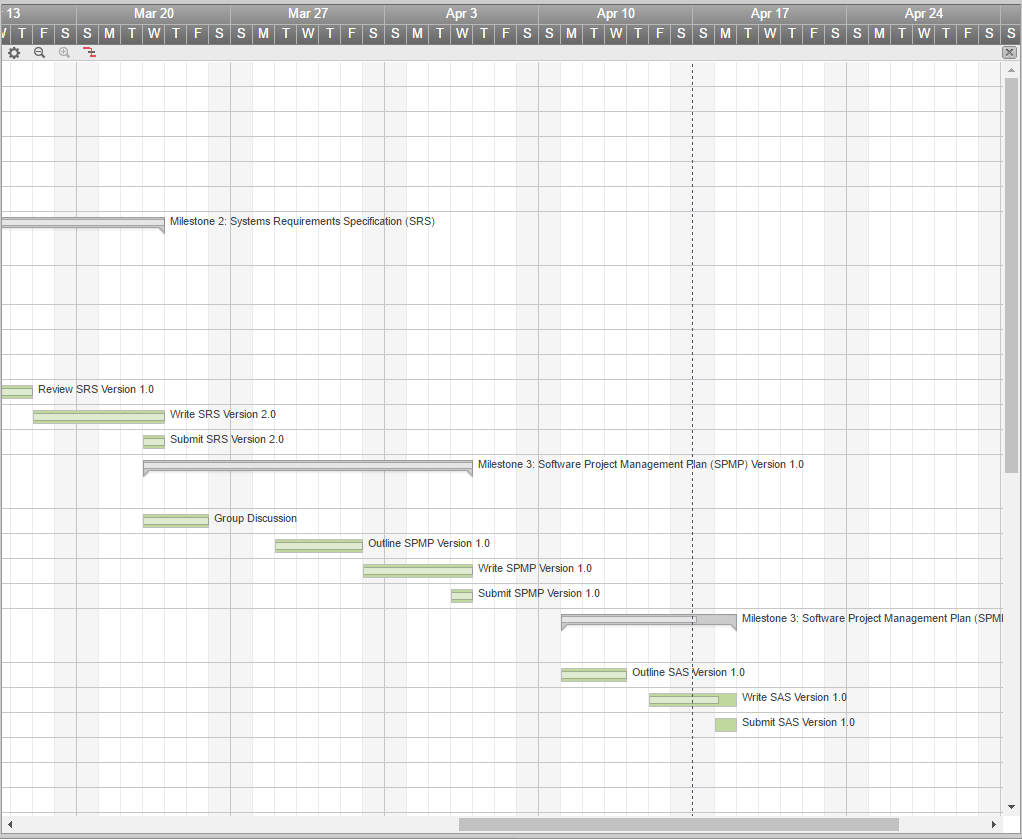 13 Mar 20 Mar 27 Apr 3 Apr 10 Apr 17 Apr 24
T F S S M T W T F S S M T W T F S S M T W T F S S M T W T F S S M T W T F S S M T W T F S S
Milestone 2: Systems Requirements Specification (SRS)
Review SRS Version 1.0
Write SRS Version 2.0
Submit SRS Version 2.0
Milestone 3: Software Project Management Plan (SPMP) Version 1.0
Group Discussion
Outline SPMP Version 1.0
Write SPMP Version 1.0
Submit SPMP Version 1.0
Milestone 3: Software Project Management Plan (SPM
Outline SAS Version 1.0
Write SAS Version 1.0
Submit SAS Version 1.0